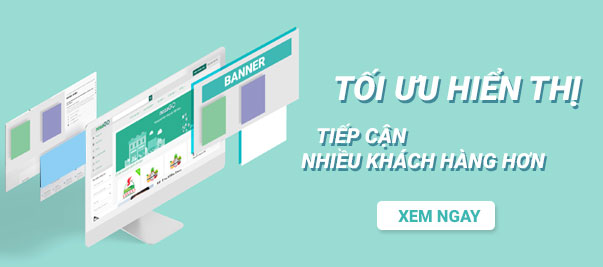 BANNER
TỐI ƯU HIỂN THỊ
TIẾP CẬN
NHIỀU KHÁCH HÀNG HƠN
XEM NGAY